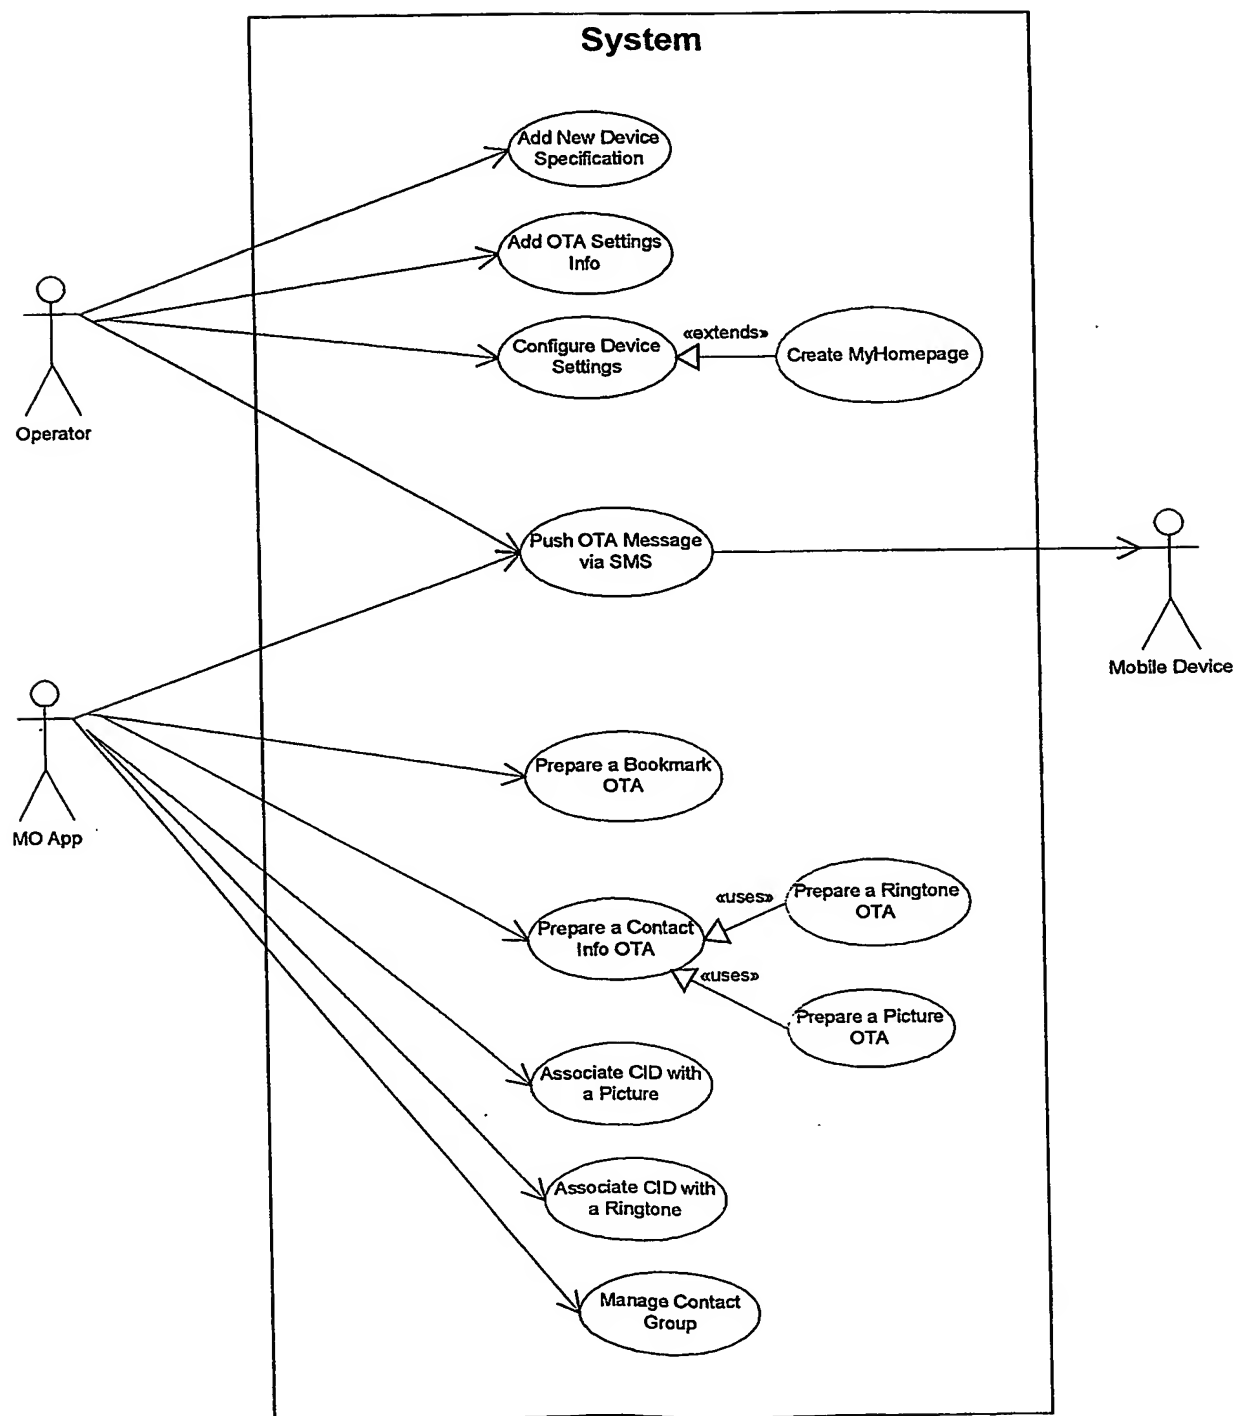 System
Add New Device
Specification
Add OTA Settings
Info
Configure Device
Settings
«extends»
Create MyHomepage
Operator
Push OTA Message
via SMS
Mobile Device
MO App
Prepare a Bookmark
OTA
«uses»
Prepare a Ringtone
OTA
Prepare a Contact
Info OTA
«uses»
Prepare a Picture
OTA
Associate CID with
a Picture
Associate CID with
a Ringtone
Manage Contact
Group